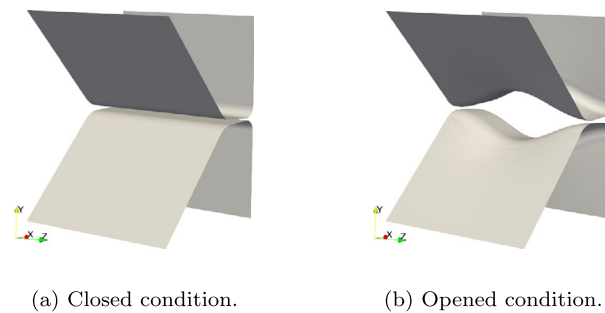 Y
X
Z
Y
X
Z
(a) Closed condition.
(b) Opened condition.